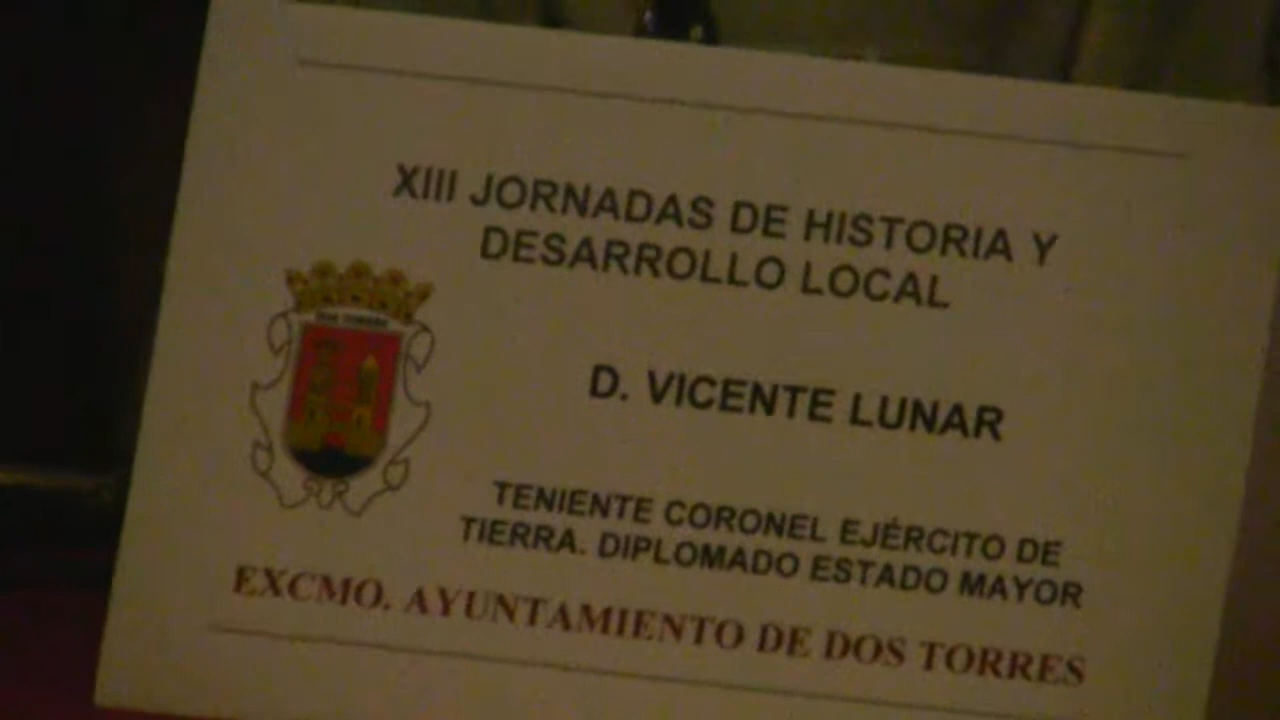 XIII JORNADAS DE HISTORIA Y
DESARROLLO LOCAL
D. VICENTE LUNAR
TENIENTE CORONEL EJÉRCITO DE
TIERRA. DIPLOMADO ESTADO MAYOR
EXCMO. AYUNTAMIENTO DE DOS TORRES